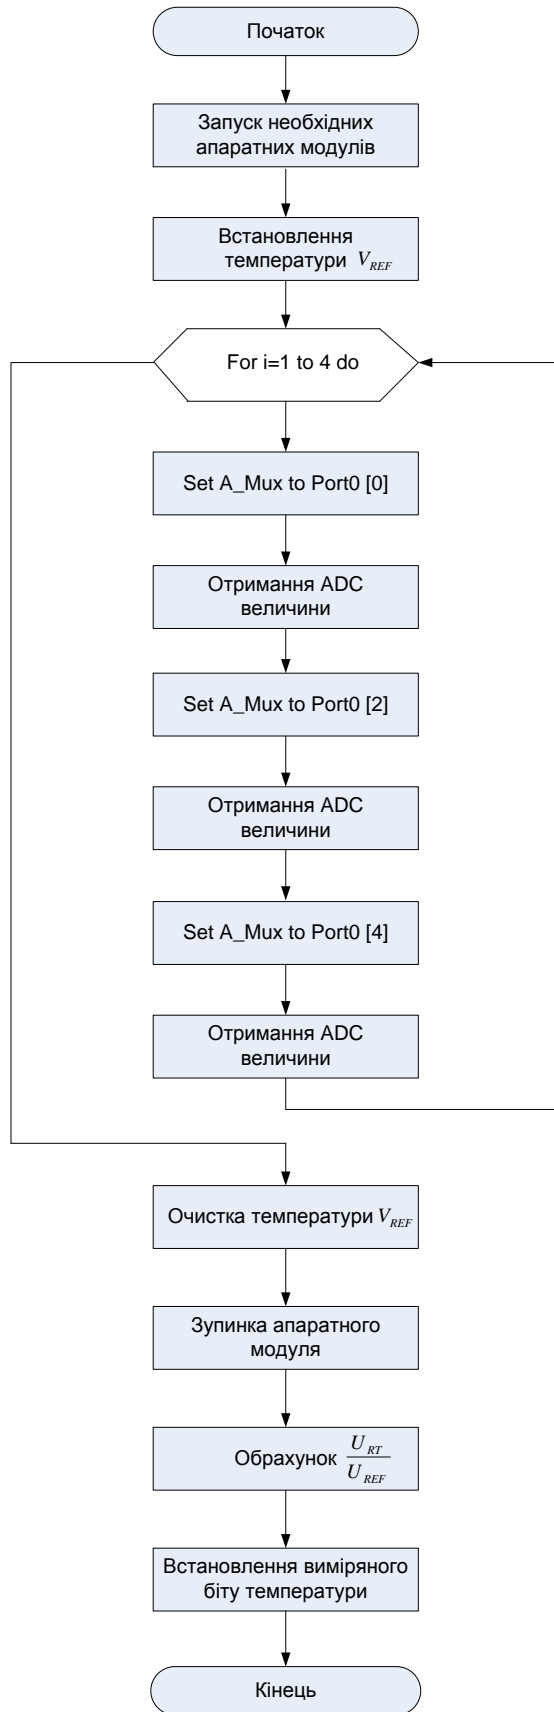 Початок
Запуск необхідних
апаратних модулів
Встановлення
температури V_REF
For i=1 to 4 do
Set A_Mux to Port0 [0]
Отримання ADC
величини
Set A_Mux to Port0 [2]
Отримання ADC
величини
Set A_Mux to Port0 [4]
Отримання ADC
величини
Очистка температури V_REF
Зупинка апаратного
модуля
Обрахунок U_RT / U_REF
Встановлення виміряного
біту температури
Кінець